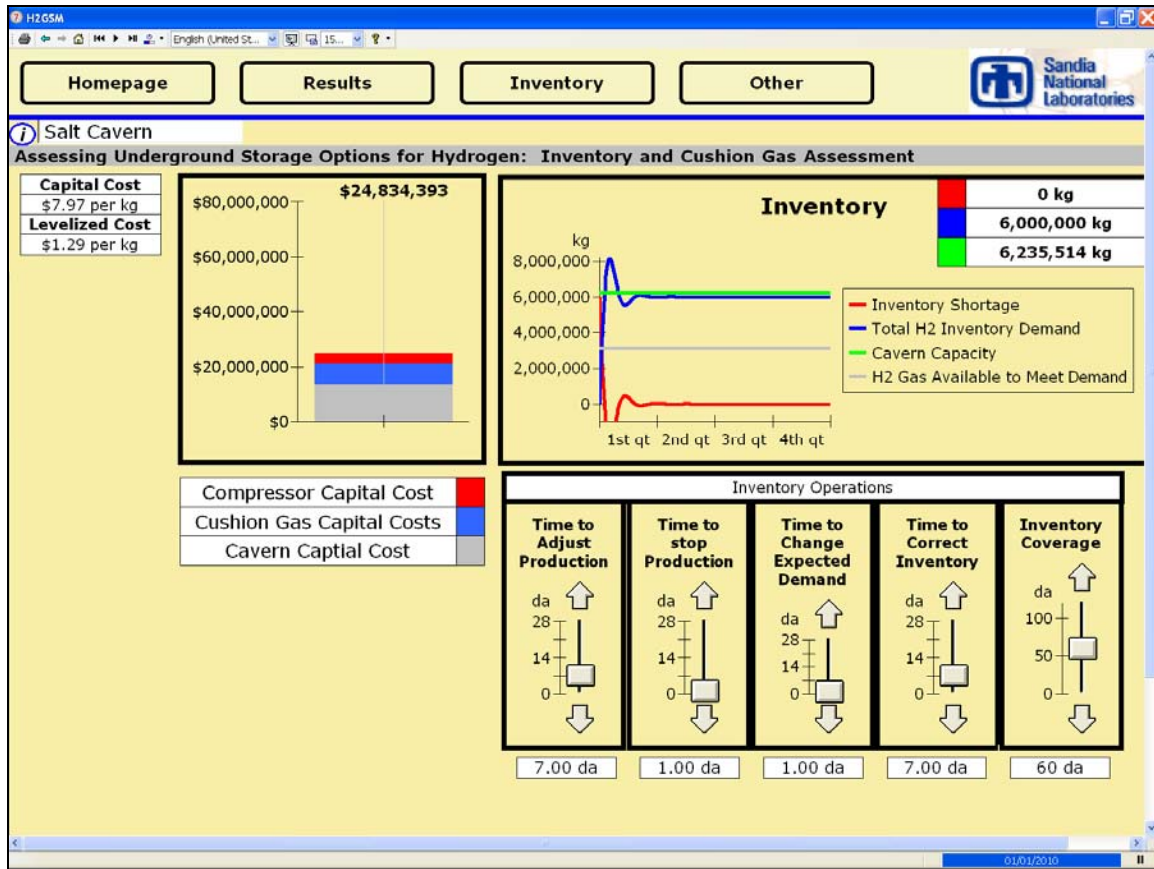 H2GSM
English (United St...
15...
Homepage
Results
Inventory
Other
Sandia
National
Laboratories
i Salt Cavern
Assessing Underground Storage Options for Hydrogen: Inventory and Cushion Gas Assessment
Capital Cost
$7.97 per kg
Levelized Cost
$1.29 per kg
$24,834,393
$80,000,000
$60,000,000
$40,000,000
$20,000,000
$0
Compressor Capital Cost
Cushion Gas Capital Costs
Cavern Captial Cost
Inventory
0 kg
6,000,000 kg
6,235,514 kg
kg
8,000,000
6,000,000
4,000,000
2,000,000
0
1st qt 2nd qt 3rd qt 4th qt
Inventory Shortage
Total H2 Inventory Demand
Cavern Capacity
H2 Gas Available to Meet Demand
Inventory Operations
Time to
Adjust
Production
da
28
14
0
7.00 da
Time to
stop
Production
da
28
14
0
1.00 da
Time to
Change
Expected
Demand
da
28
14
0
1.00 da
Time to
Correct
Inventory
da
28
14
0
7.00 da
Inventory
Coverage
da
100
50
0
60 da
01/01/2010